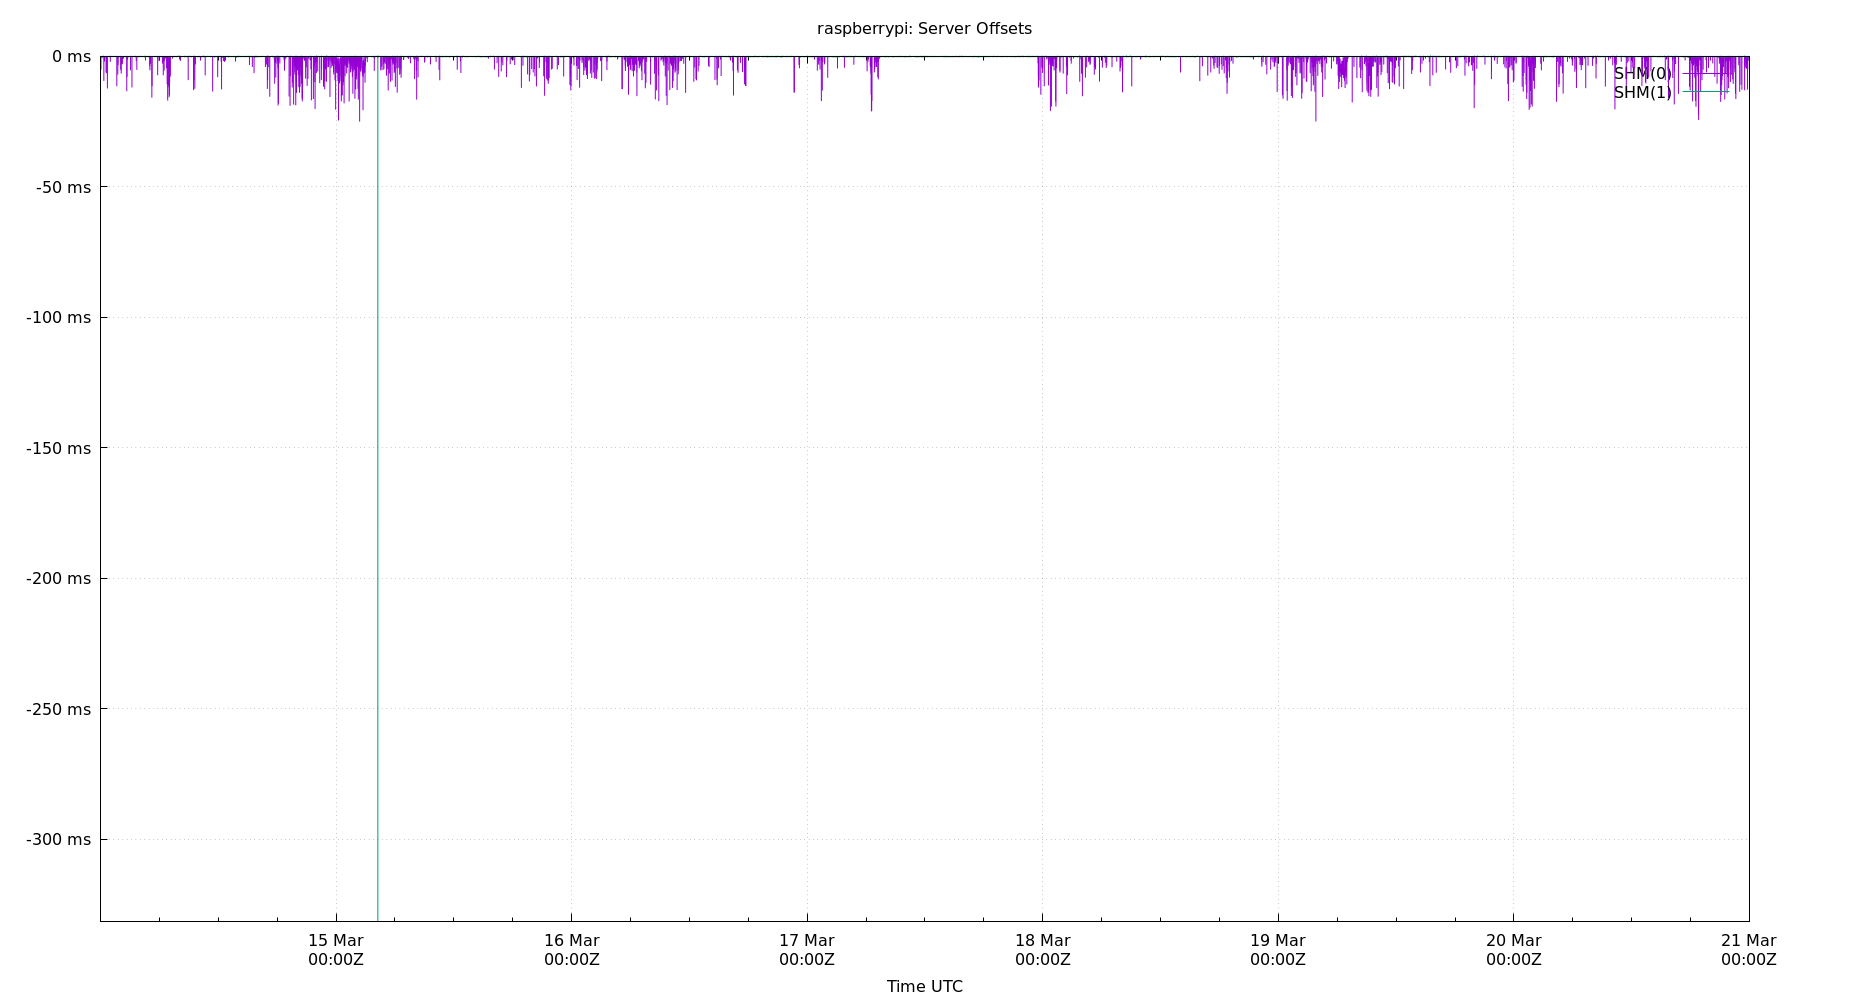 raspberrypi: Server Offsets
0 ms
SHM(0)
SHM(1)
-50 ms
-100 ms
-150 ms
-200 ms
-250 ms
-300 ms
15 Mar 16 Mar 17 Mar 18 Mar 19 Mar 20 Mar 21 Mar
00:00Z 00:00Z 00:00Z 00:00Z 00:00Z 00:00Z 00:00Z
Time UTC